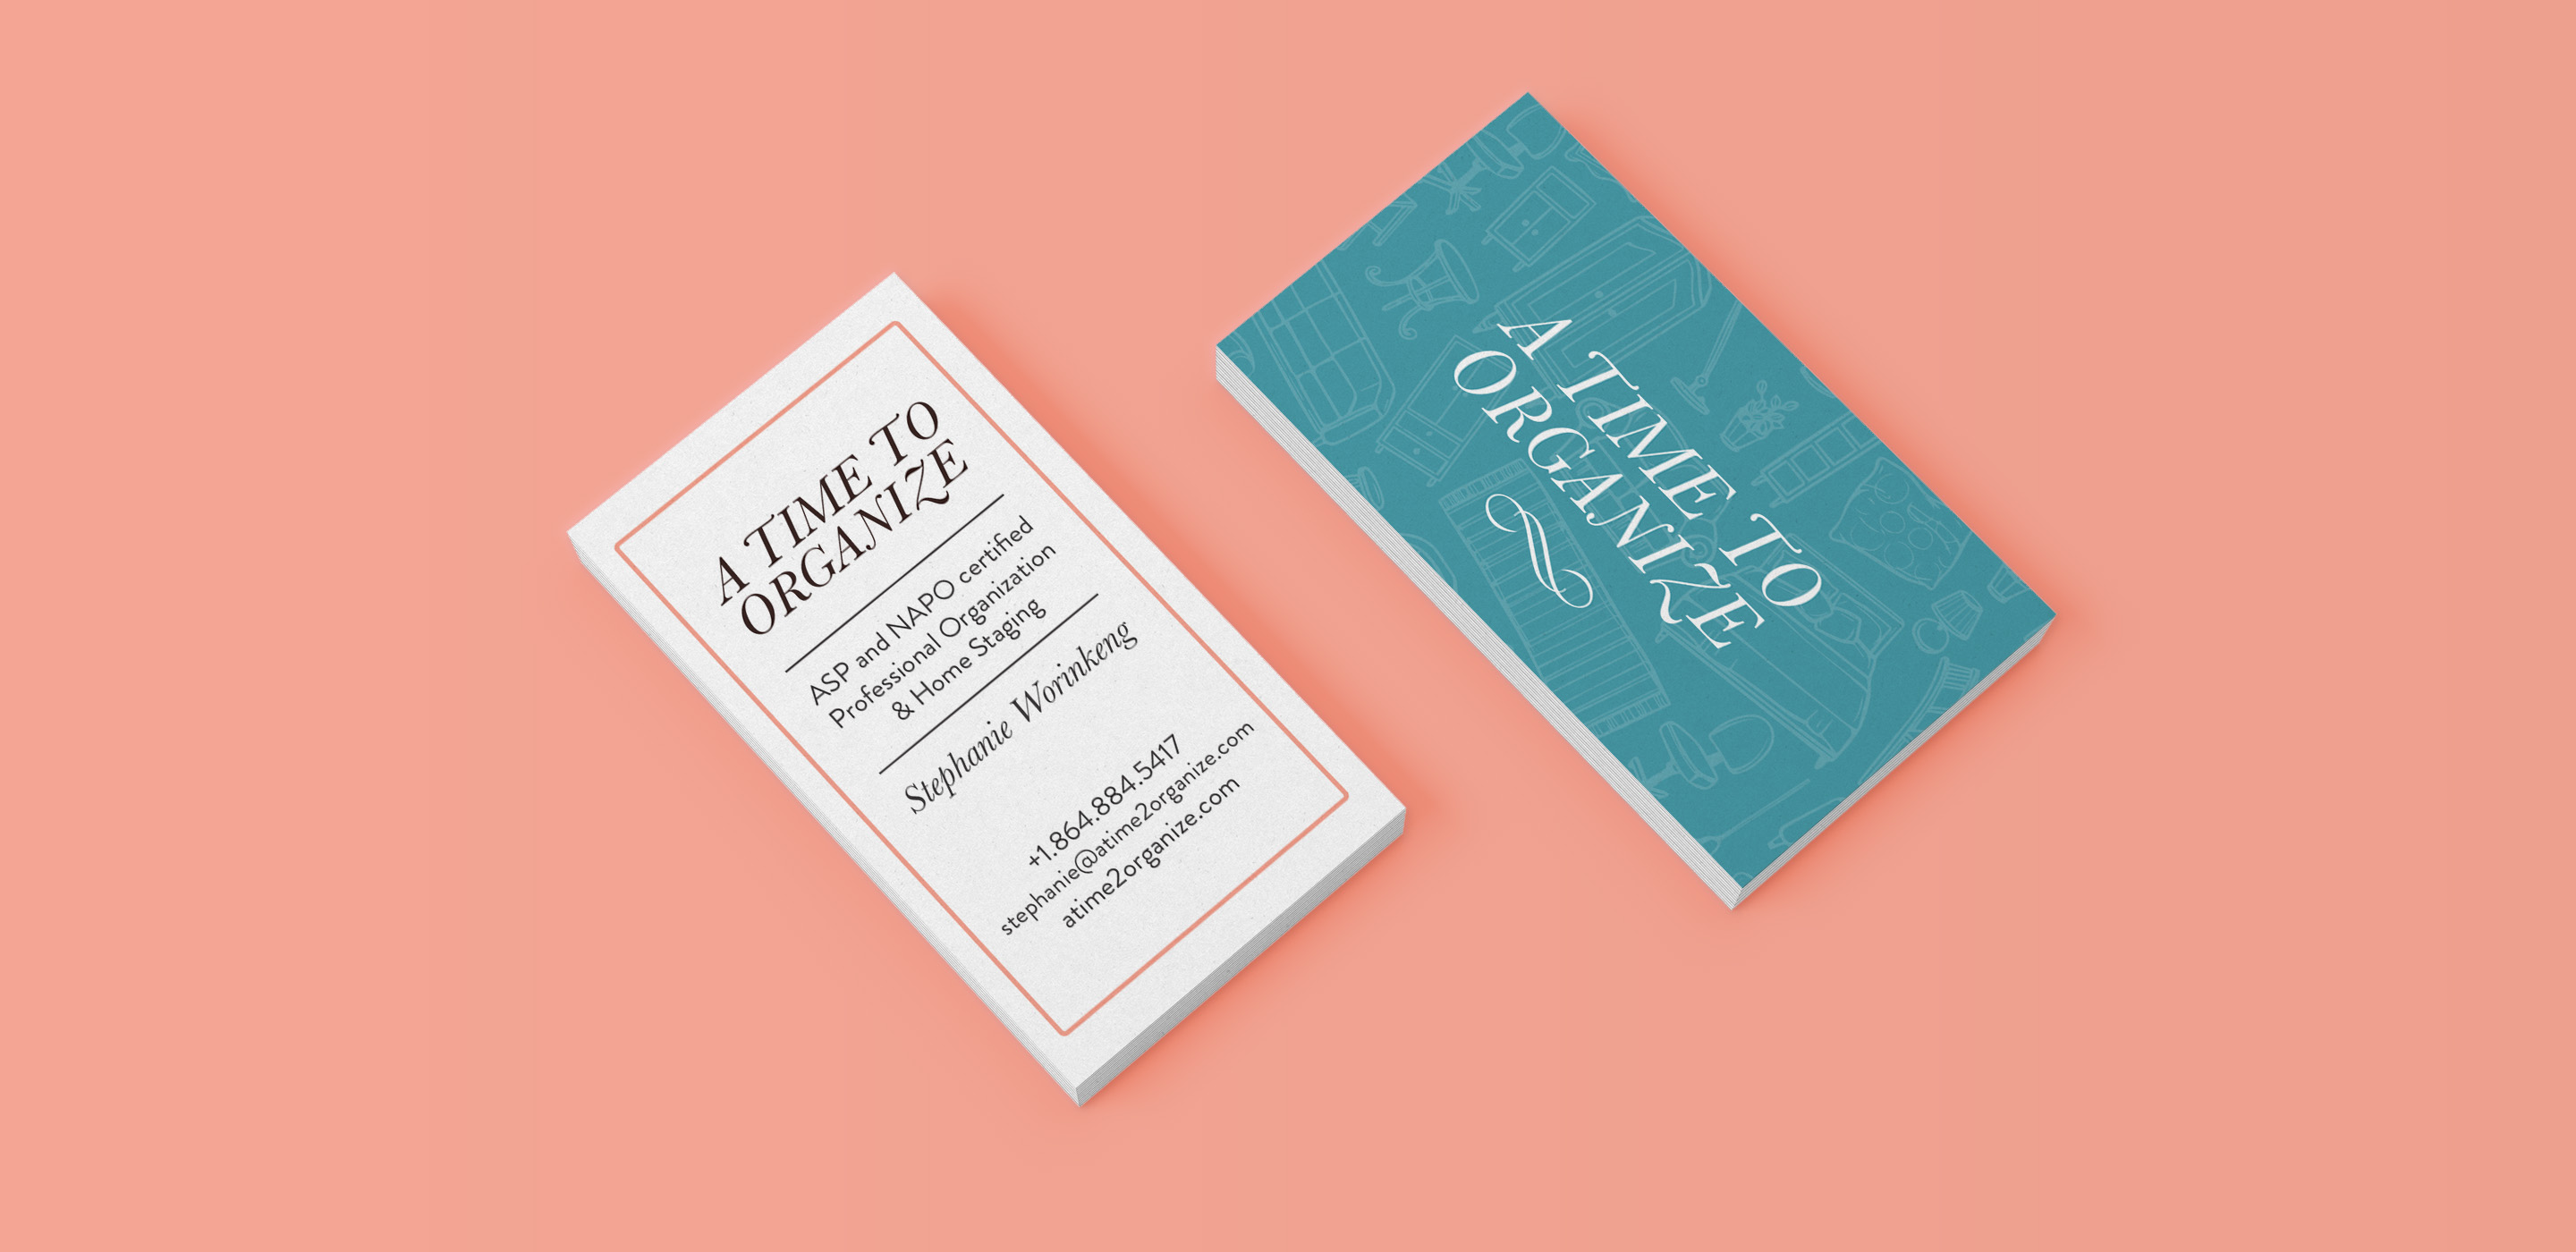 A TIME TO
ORGANIZE
ASP and NAPO certified
Professional Organization
& Home Staging
Stephanie Worinkeng
+1.864.884.5417
stephanie@atime2organize.com
atime2organize.com
A TIME TO
ORGANIZE